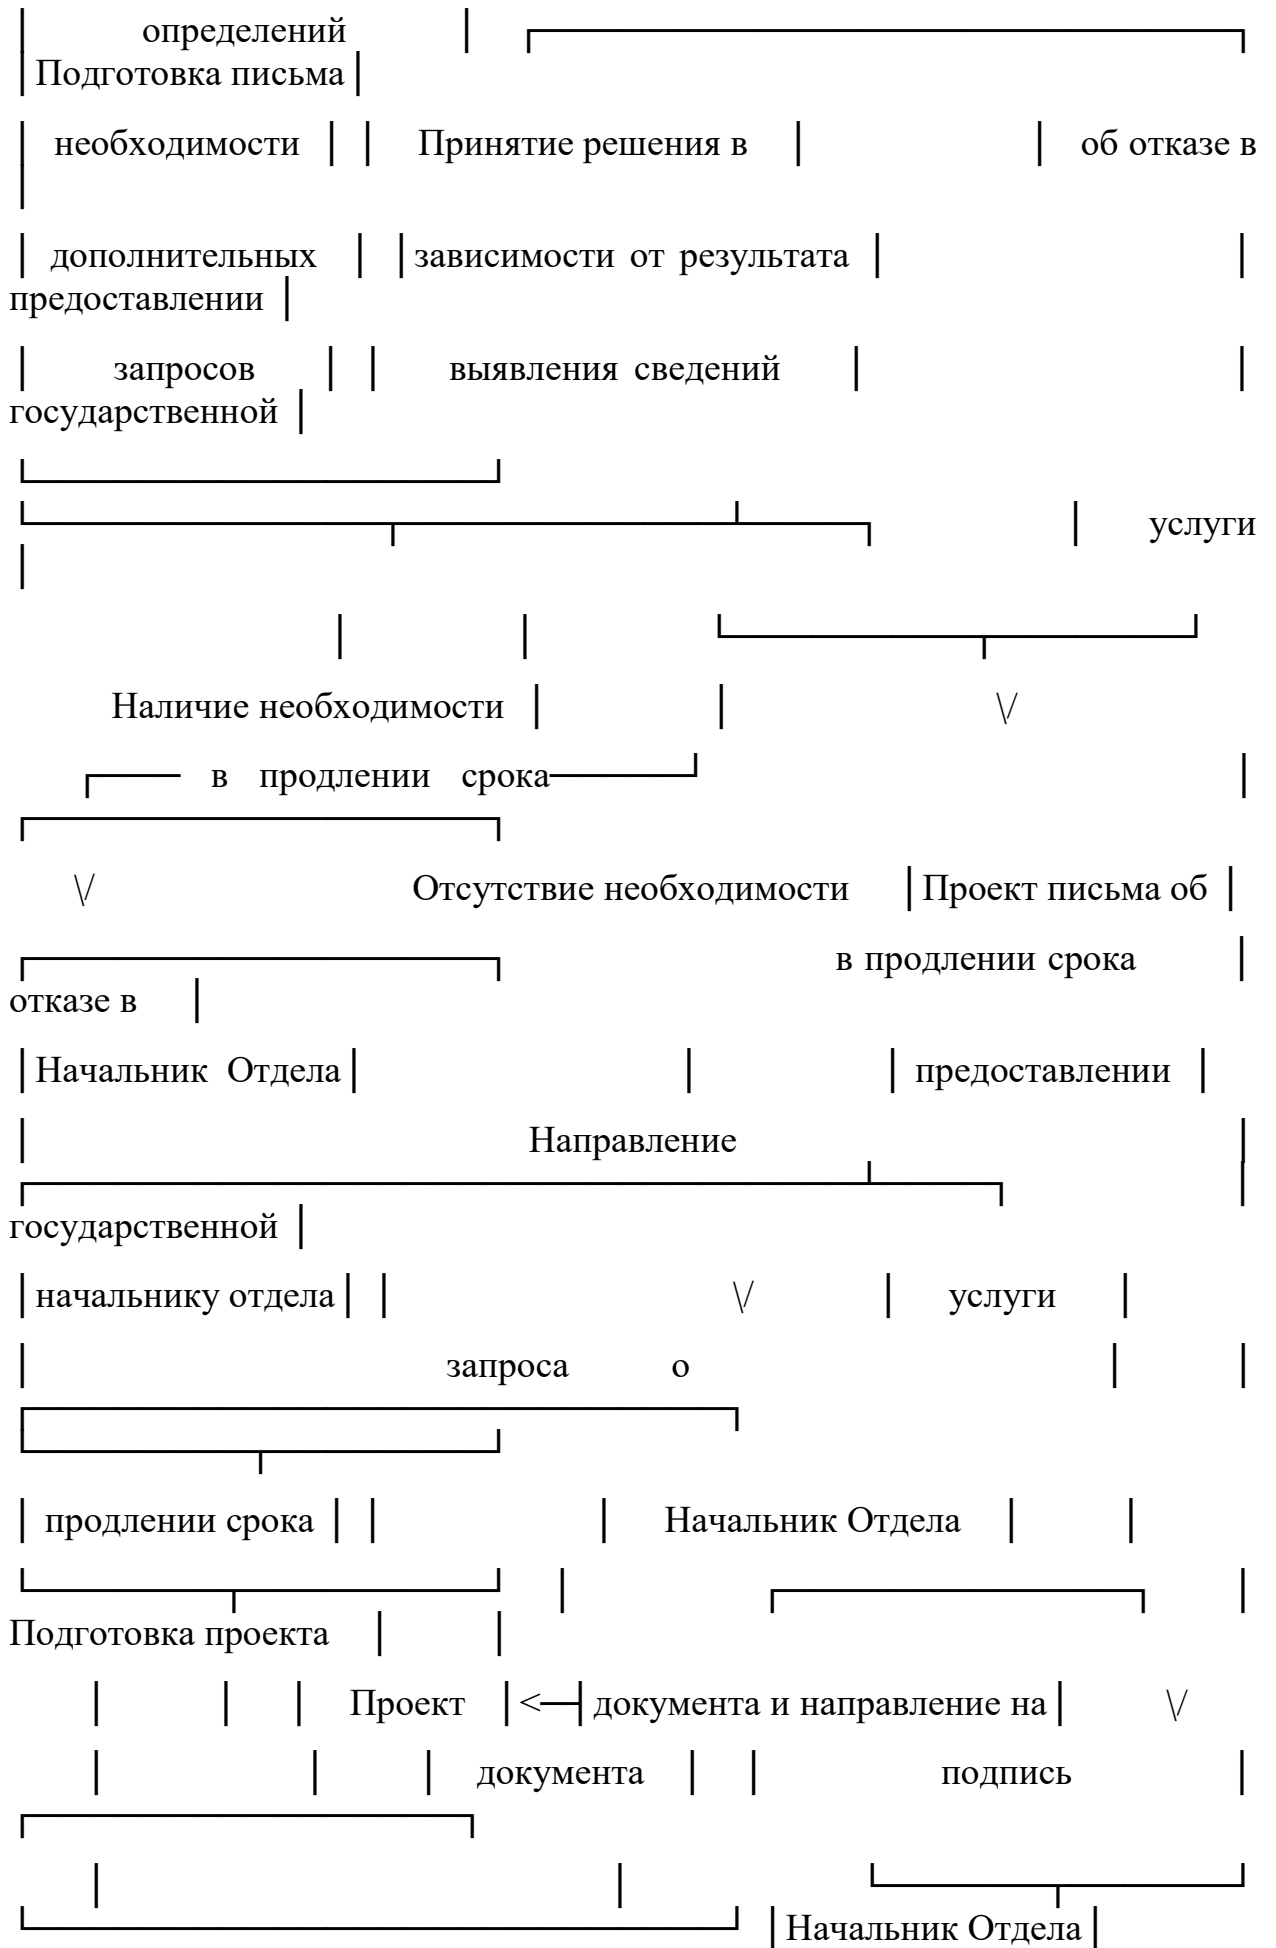 определений
Подготовка письма
необходимости Принятие решения в об отказе в
дополнительных зависимости от результата
предоставлении
запросов выявления сведений
государственной
услуги
Наличие необходимости \/
в продлении срока
\/ Отсутствие необходимости Проект письма об
в продлении срока
отказе в
Начальник Отдела предоставлении
Направление
государственной
начальнику отдела \/ услуги
запроса о
продлении срока Начальник Отдела
Подготовка проекта
Проект <─ документа и направление на \/
документа подпись
Начальник Отдела